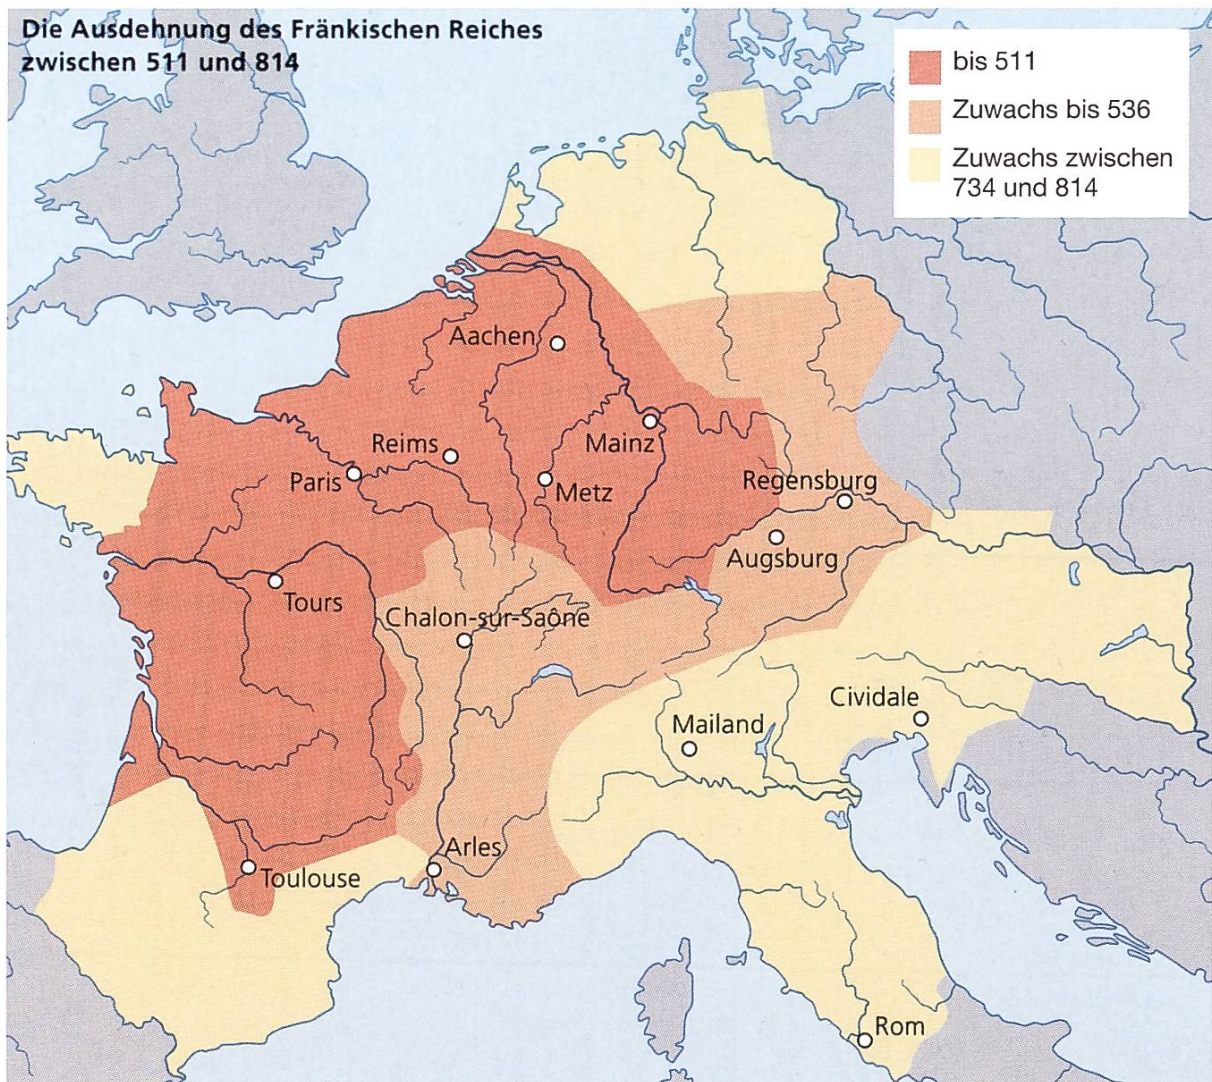 Die Ausdehnung des Fränkischen Reiches
zwischen 511 und 814
bis 511
Zuwachs bis 536
Zuwachs zwischen
734 und 814
Aachen
Reims
Mainz
Paris
Metz
Regensburg
Augsburg
Tours
Chalon-sur-Saône
Cividale
Mailand
Arles
Toulouse
Rom